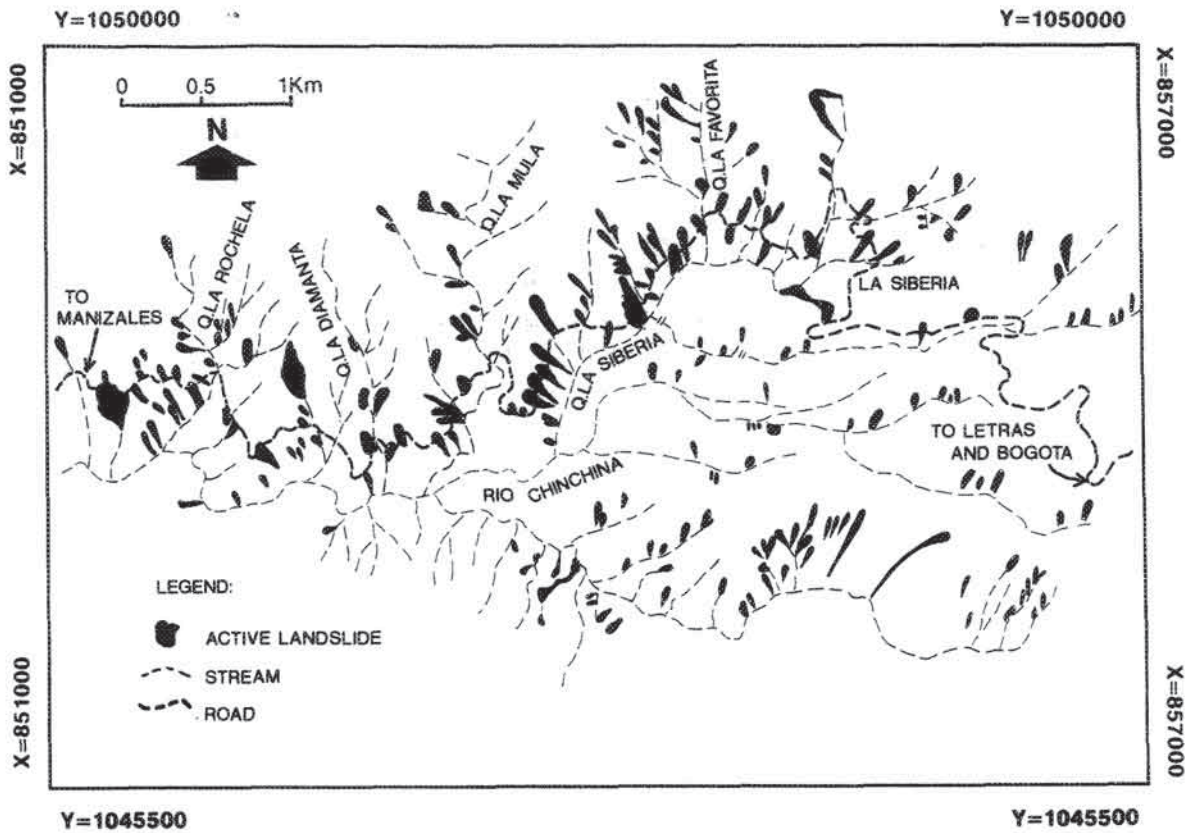 Y=1050000
Y=1050000
X=851000
X=857000
0 0.5 1Km
N
Q.LA FAVORITA
Q.LA MULA
Q.LA ROCHELA
Q.LA DIAMANTA
TO
MANIZALES
LA SIBERIA
Q.LA SIBERIA
TO LETRAS
AND BOGOTA
RIO CHINCHINA
LEGEND:
ACTIVE LANDSLIDE
STREAM
ROAD
X=851000
X=857000
Y=1045500
Y=1045500